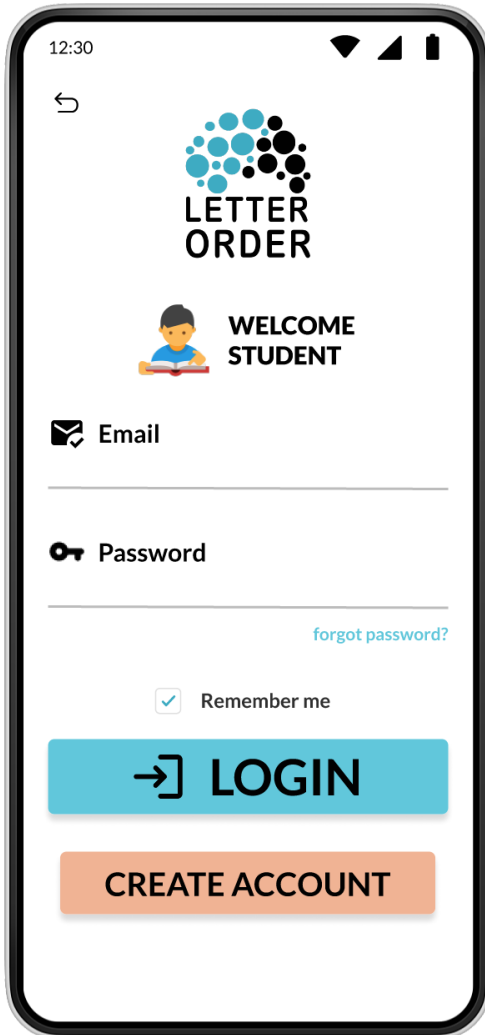 12:30
LETTER
ORDER
WELCOME
STUDENT
Email
Password
forgot password?
Remember me
LOGIN
CREATE ACCOUNT